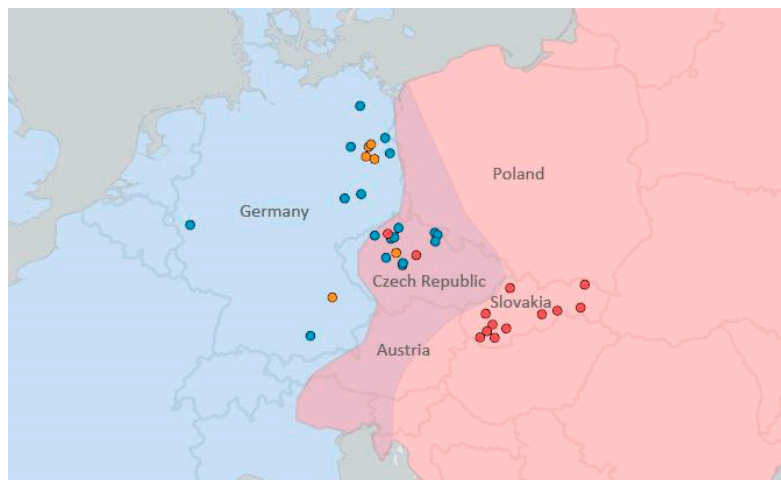 Poland
Germany
Czech Republic
Slovakia
Austria